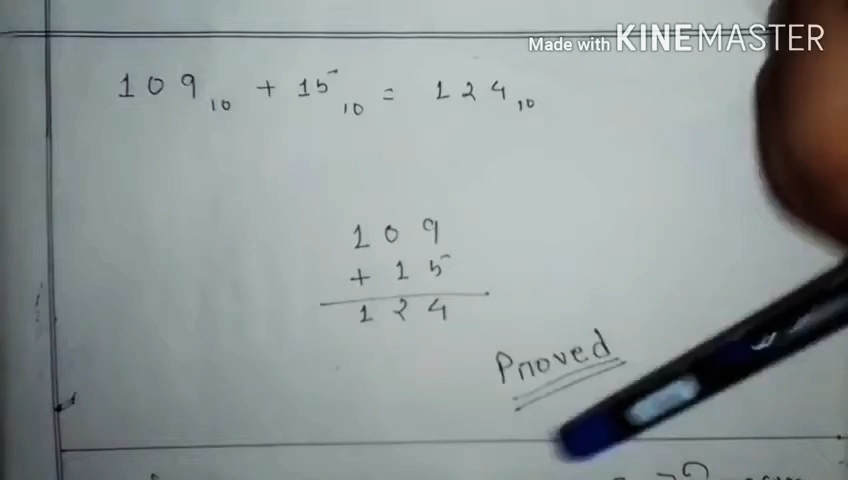 Made with KINEMASTER
109₁₀ + 15₁₀ = 124₁₀
109
+ 15
124
Proved